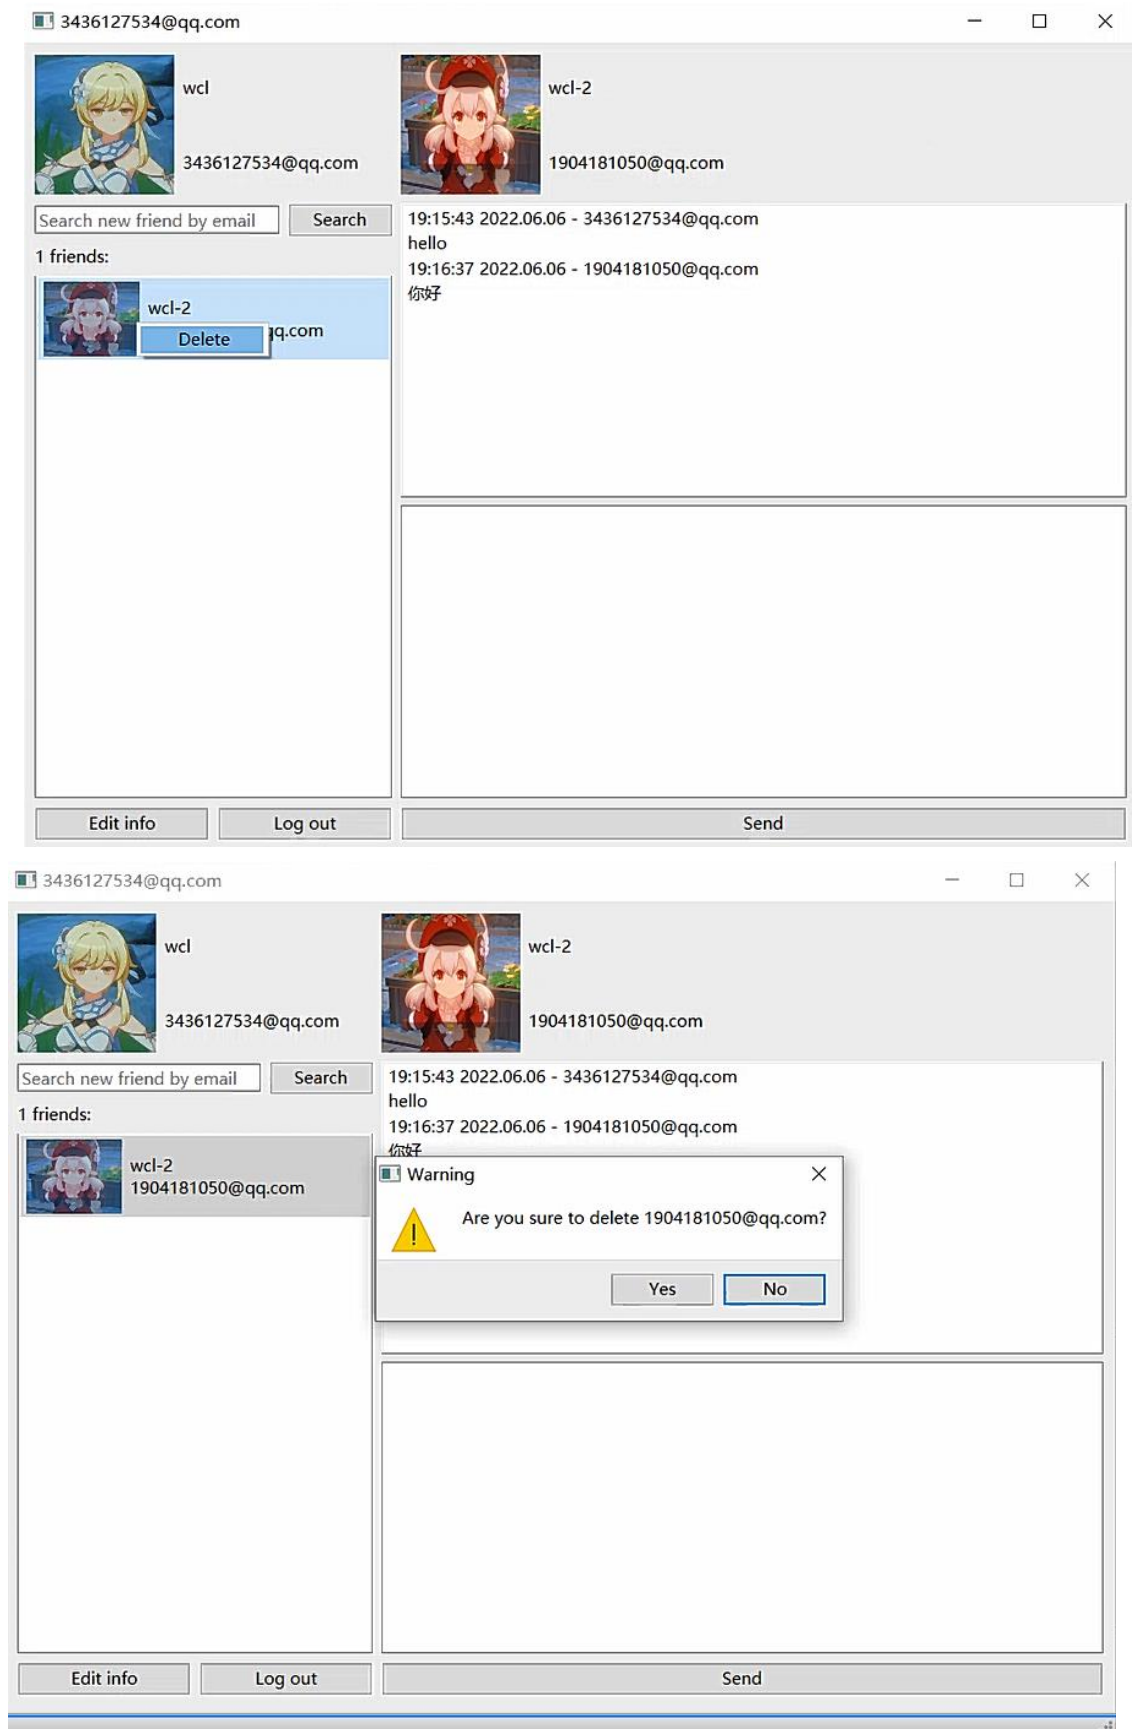 3436127534@qq.com
wcl
3436127534@qq.com
wcl-2
1904181050@qq.com
Search new friend by email
Search
1 friends:
wcl-2
qq.com
Delete
19:15:43 2022.06.06 - 3436127534@qq.com
hello
19:16:37 2022.06.06 - 1904181050@qq.com
你好
Edit info
Log out
Send
3436127534@qq.com
wcl
3436127534@qq.com
wcl-2
1904181050@qq.com
Search new friend by email
Search
1 friends:
wcl-2
1904181050@qq.com
19:15:43 2022.06.06 - 3436127534@qq.com
hello
19:16:37 2022.06.06 - 1904181050@qq.com
你好
Warning
Are you sure to delete 1904181050@qq.com?
Yes
No
Edit info
Log out
Send